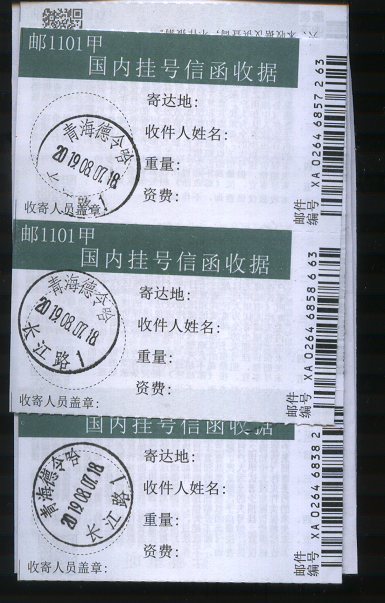 邮1101甲
国内挂号信函收据
寄达地:
收件人姓名:
重量:
资费:
收寄人员盖章:
青海德令哈
2019.08.07.18
1
邮件
编号
XA 0264 6857 2 63
邮1101甲
国内挂号信函收据
寄达地:
收件人姓名:
重量:
资费:
收寄人员盖章:
青海德令哈
2019.08.07.18
长江路1
邮件
编号
XA 0264 6858 6 63
国内挂号信函收据
寄达地:
收件人姓名:
重量:
资费:
收寄人员盖章:
青海德令哈
2019.08.07.18
长江路1
邮件
编号
XA 0264 6838 2